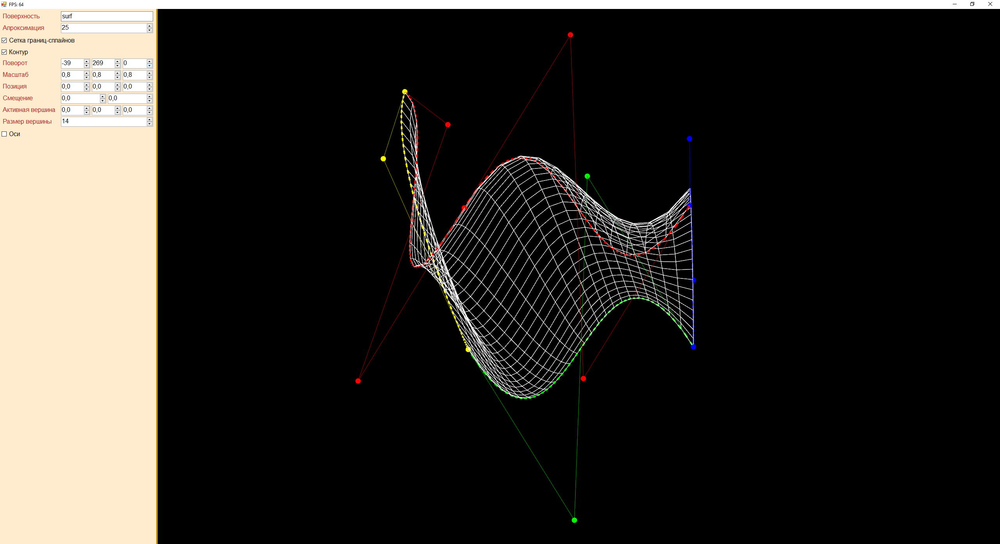 FPS: 64
Поверхность surf
Апроксимация 25
Сетка границ-сплайнов
Контур
Поворот -39 269 0
Масштаб 0,8 0,8 0,8
Позиция 0,0 0,0 0,0
Смещение 0,0 0,0
Активная вершина 0,0 0,0 0,0
Размер вершины 14
Оси